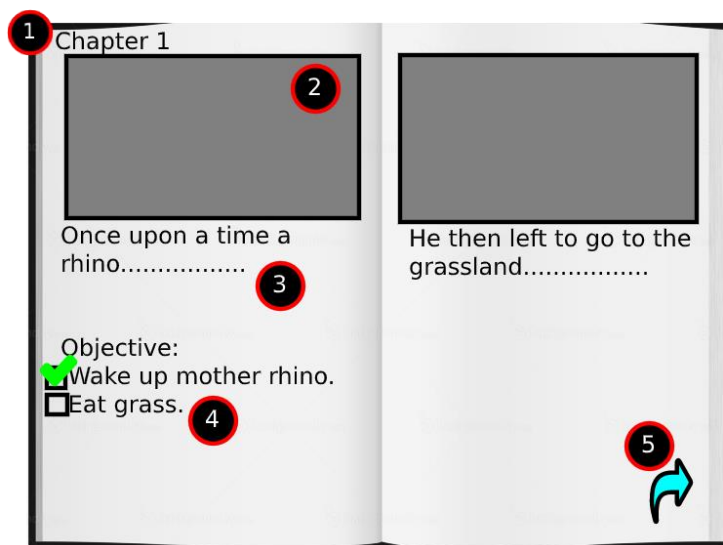 1
Chapter 1
2
Once upon a time a
rhino.................
3
Objective:
Wake up mother rhino.
Eat grass.
4
He then left to go to the
grassland.................
5